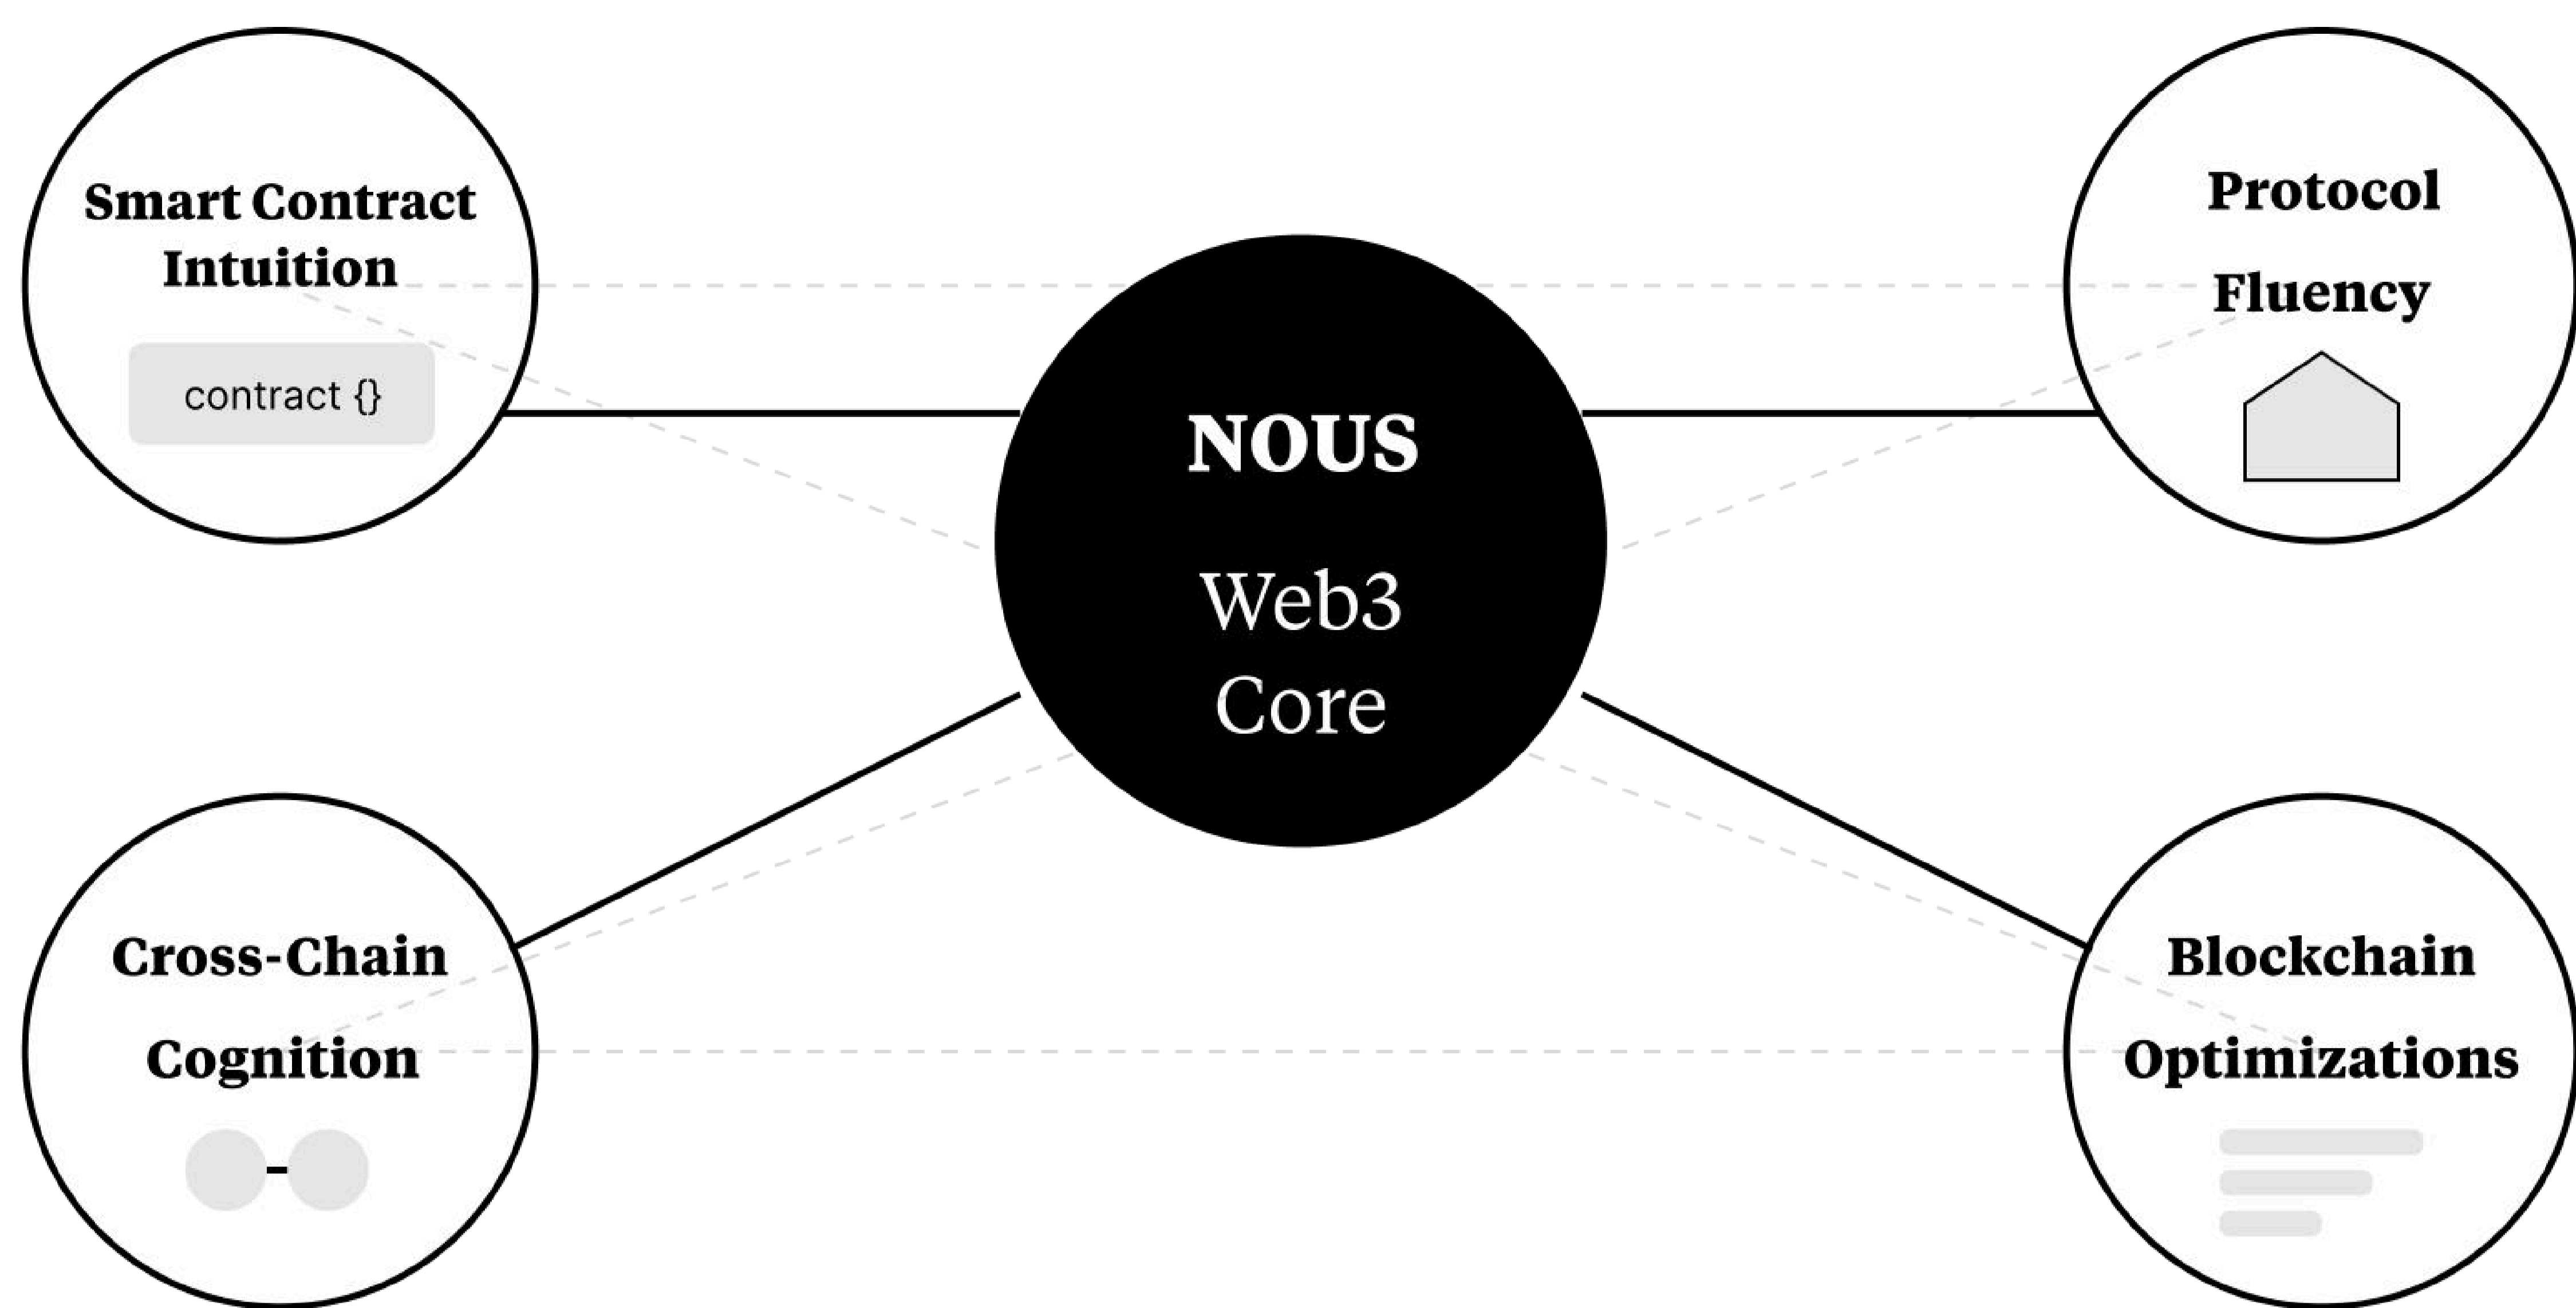 Smart Contract
Intuition
contract {}
Protocol
Fluency
NOUS
Web3
Core
Cross-Chain
Cognition
Blockchain
Optimizations